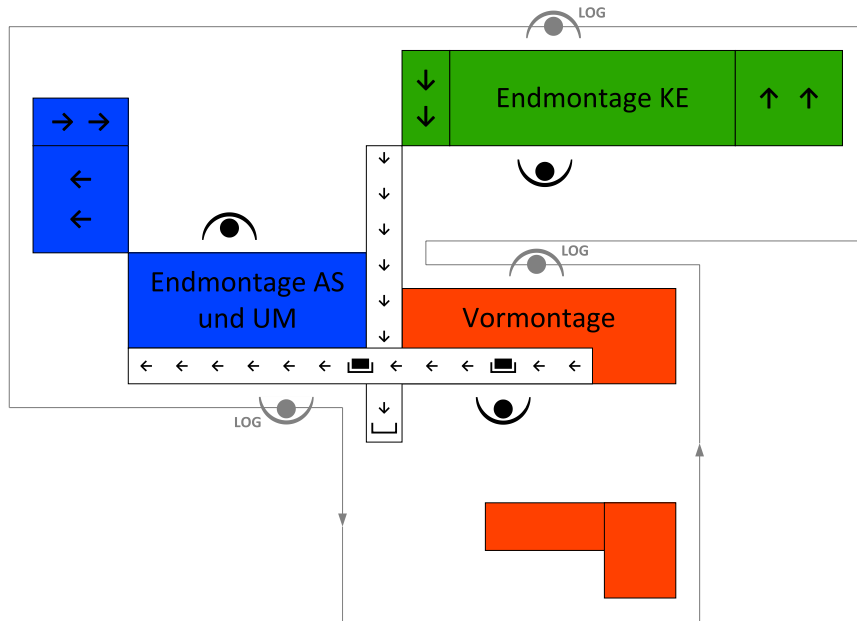 LOG
Endmontage KE
LOG
Endmontage AS
und UM
Vormontage
LOG